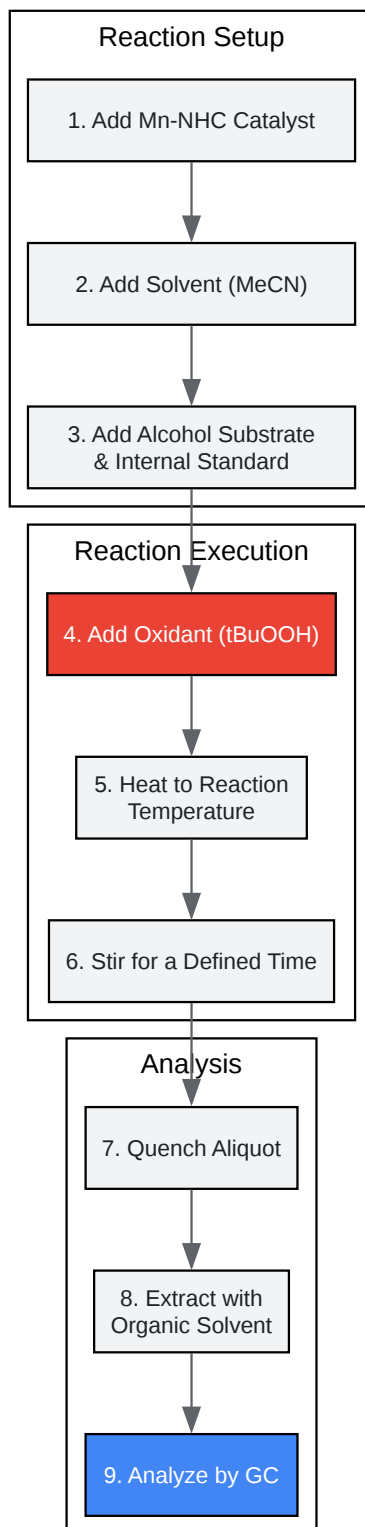 Reaction Setup
1. Add Mn-NHC Catalyst
2. Add Solvent (MeCN)
3. Add Alcohol Substrate
& Internal Standard
Reaction Execution
4. Add Oxidant (tBuOOH)
5. Heat to Reaction
Temperature
6. Stir for a Defined Time
Analysis
7. Quench Aliquot
8. Extract with
Organic Solvent
9. Analyze by GC